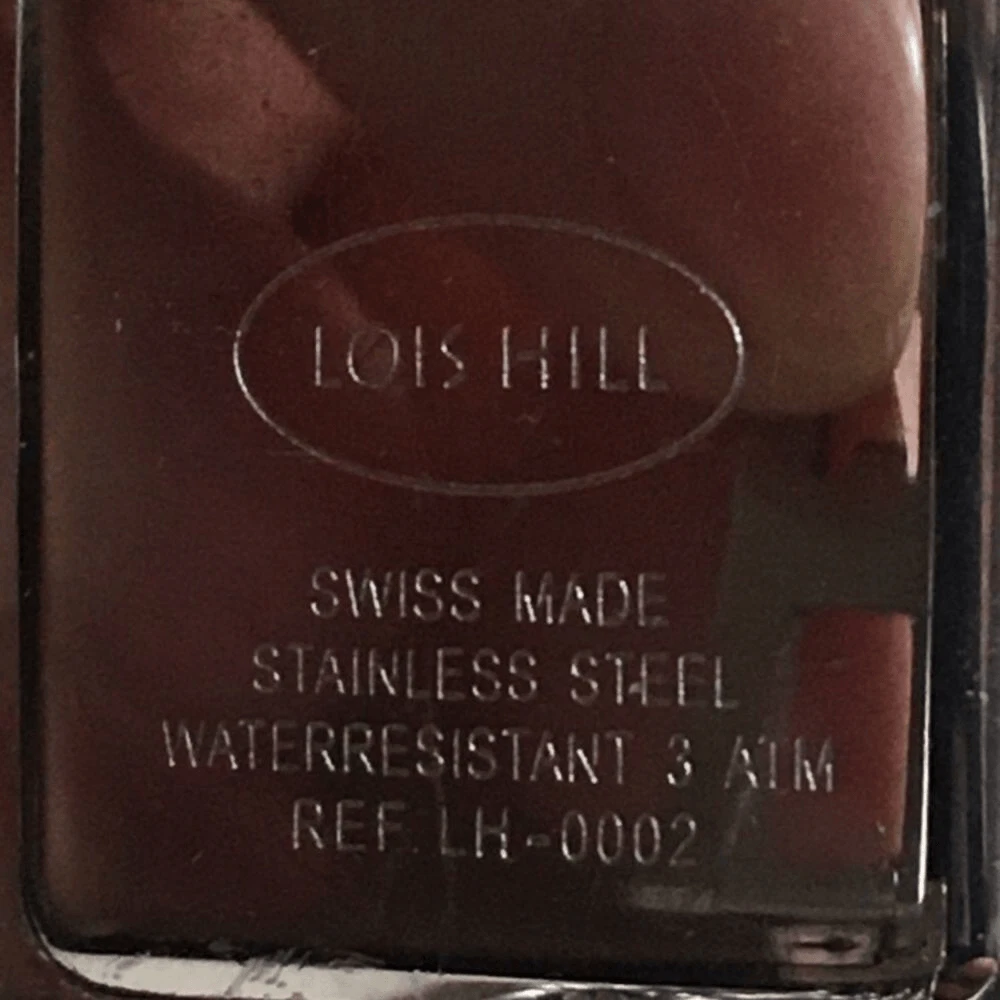 LOIS HILL
SWISS MADE
STAINLESS STEEL
WATERRESISTANT 3 ATM
REF. LH-0002